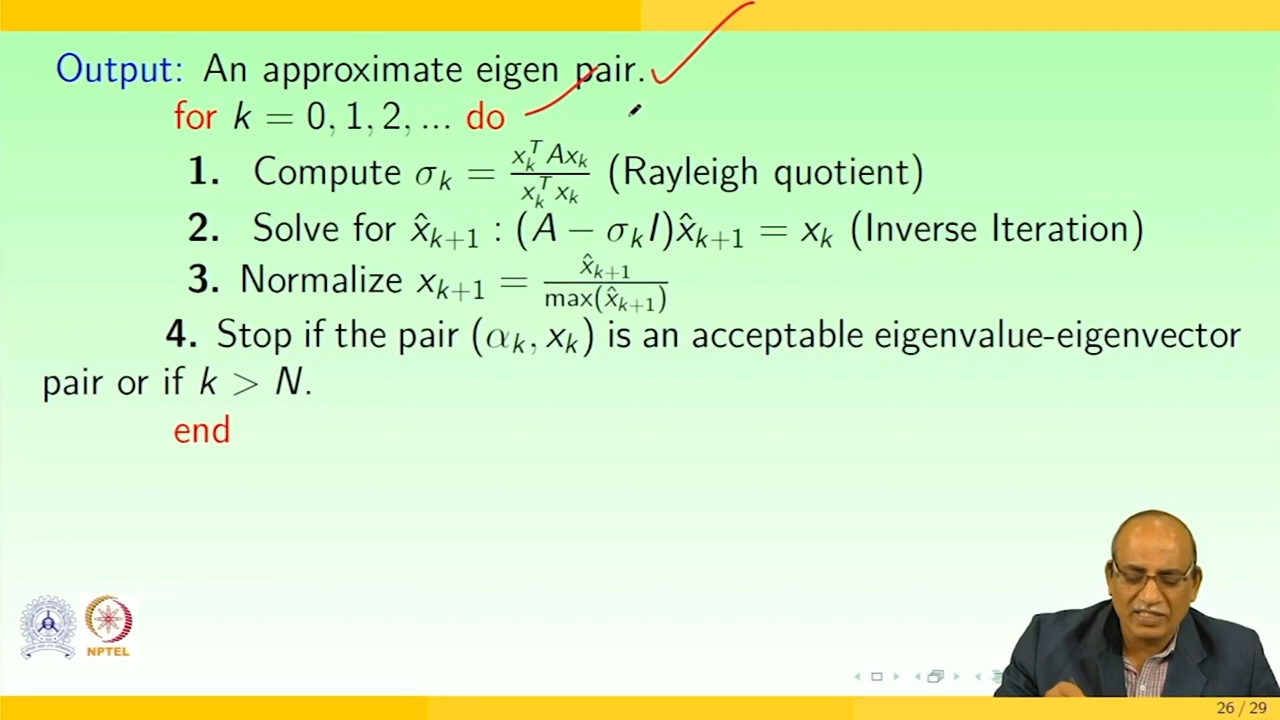 Output: An approximate eigen pair.
for k = 0, 1, 2, ... do
1. Compute σ_k = x_k^T A x_k / x_k^T x_k (Rayleigh quotient)
2. Solve for x̂_{k+1} : (A − σ_k I)x̂_{k+1} = x_k (Inverse Iteration)
3. Normalize x_{k+1} = x̂_{k+1} / max(x̂_{k+1})
4. Stop if the pair (α_k, x_k) is an acceptable eigenvalue-eigenvector
pair or if k > N.
end
NPTEL
26 / 29